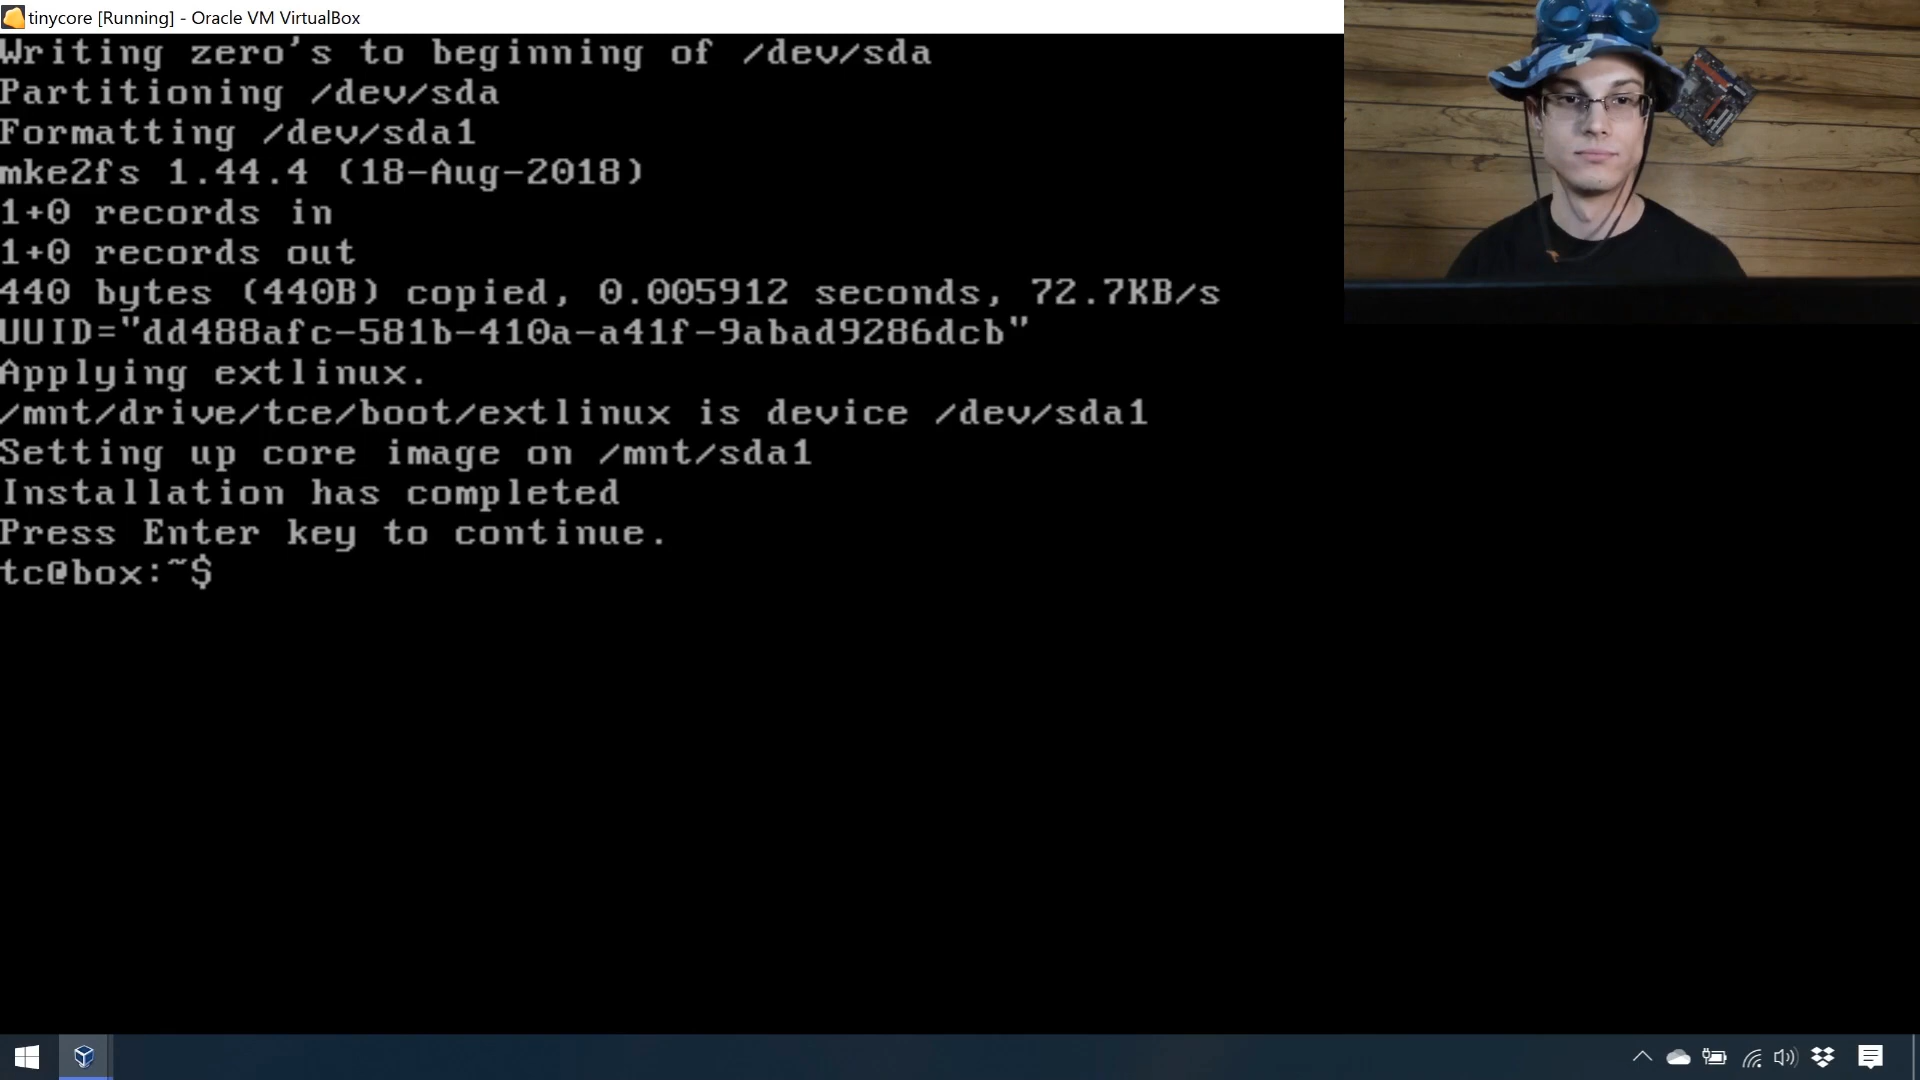 tinycore [Running] - Oracle VM VirtualBox
Writing zero's to beginning of /dev/sda
Partitioning /dev/sda
Formatting /dev/sda1
mke2fs 1.44.4 (18-Aug-2018)
1+0 records in
1+0 records out
440 bytes (440B) copied, 0.005912 seconds, 72.7KB/s
UUID="dd488afc-581b-410a-a41f-9abad9286dcb"
Applying extlinux.
/mnt/drive/tce/boot/extlinux is device /dev/sda1
Setting up core image on /mnt/sda1
Installation has completed
Press Enter key to continue.
tc@box:~$